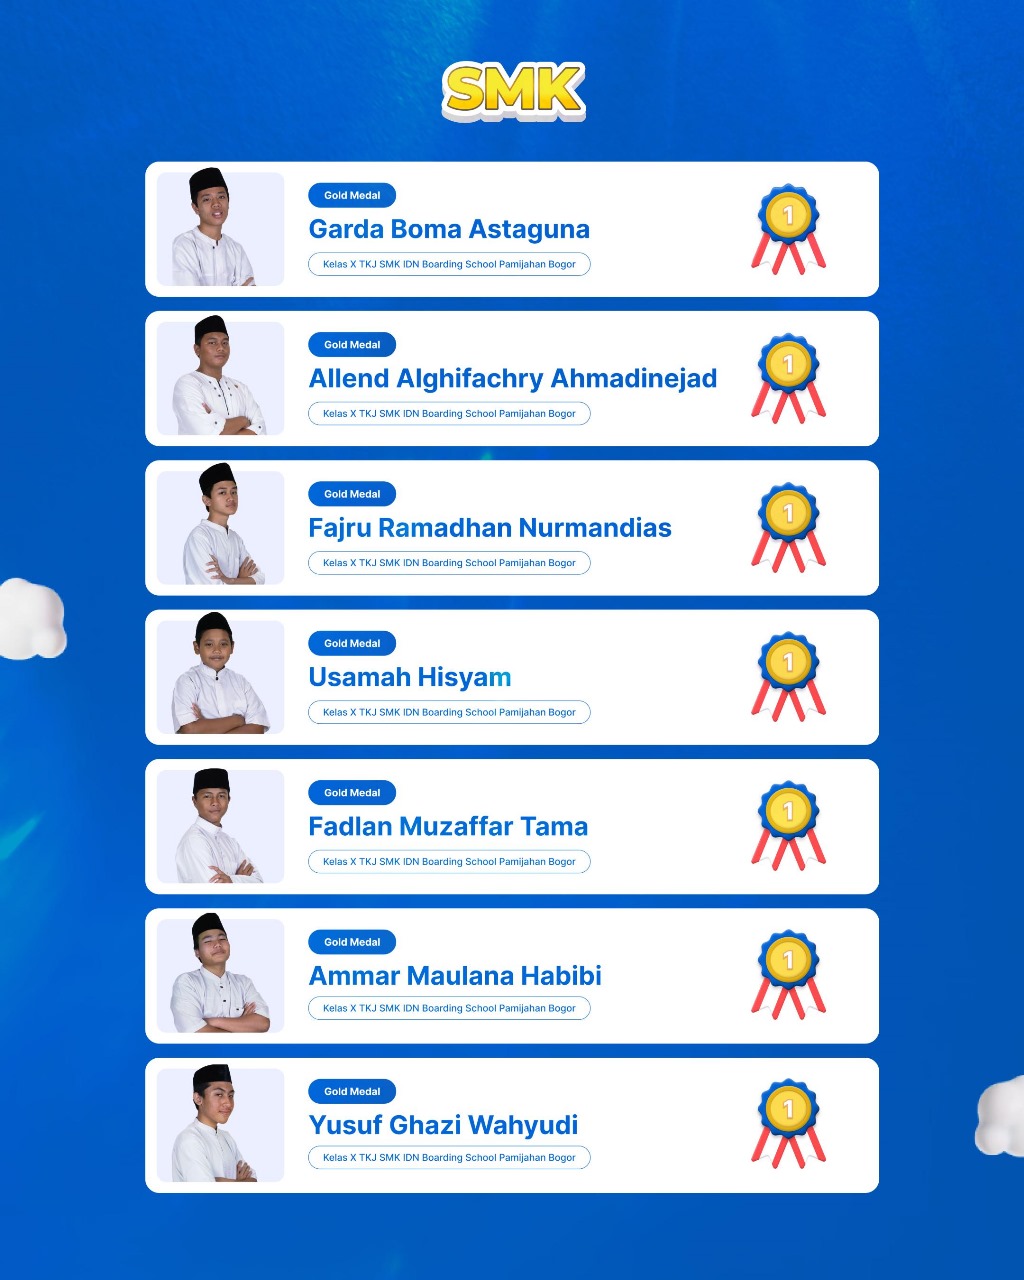 SMK
Gold Medal
Garda Boma Astaguna
Kelas X TKJ SMK IDN Boarding School Pamijahan Bogor
1
Gold Medal
Allend Alghifachry Ahmadinejad
Kelas X TKJ SMK IDN Boarding School Pamijahan Bogor
1
Gold Medal
Fajru Ramadhan Nurmandias
Kelas X TKJ SMK IDN Boarding School Pamijahan Bogor
1
Gold Medal
Usamah Hisyam
Kelas X TKJ SMK IDN Boarding School Pamijahan Bogor
1
Gold Medal
Fadlan Muzaffar Tama
Kelas X TKJ SMK IDN Boarding School Pamijahan Bogor
1
Gold Medal
Ammar Maulana Habibi
Kelas X TKJ SMK IDN Boarding School Pamijahan Bogor
1
Gold Medal
Yusuf Ghazi Wahyudi
Kelas X TKJ SMK IDN Boarding School Pamijahan Bogor
1